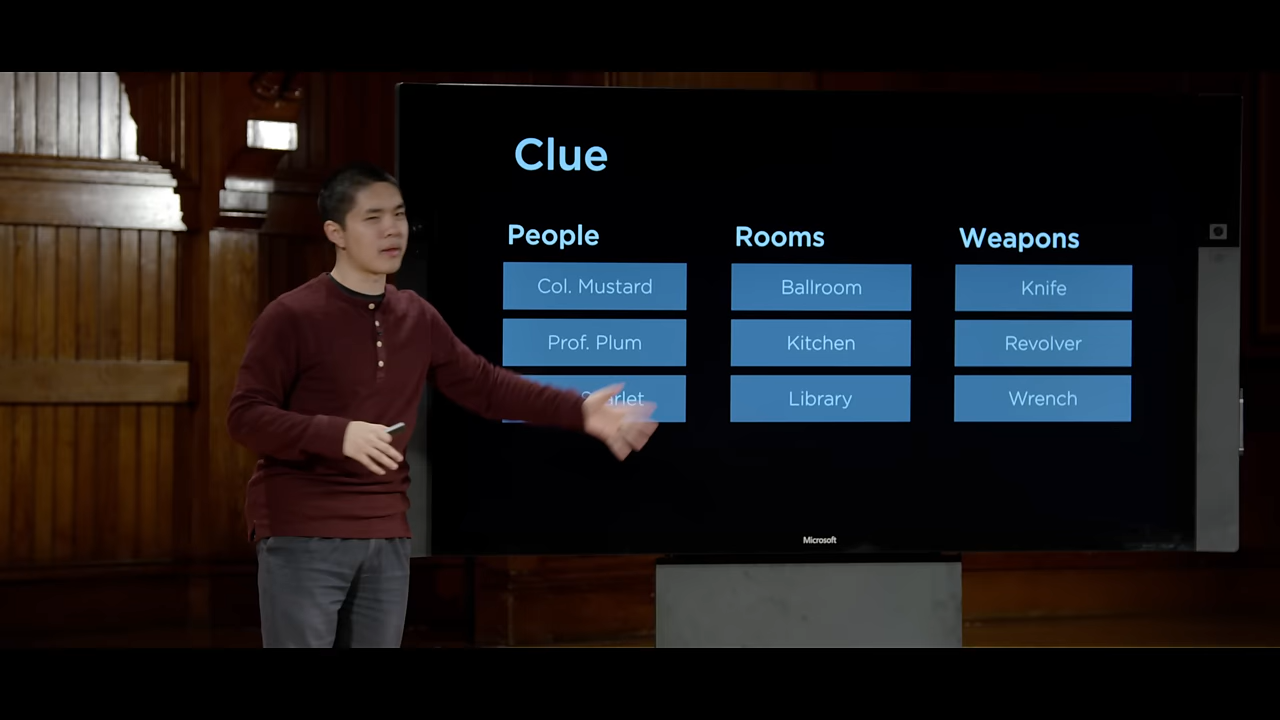 Clue
People
Rooms
Weapons
Col. Mustard
Ballroom
Knife
Prof. Plum
Kitchen
Revolver
Library
Wrench
Microsoft